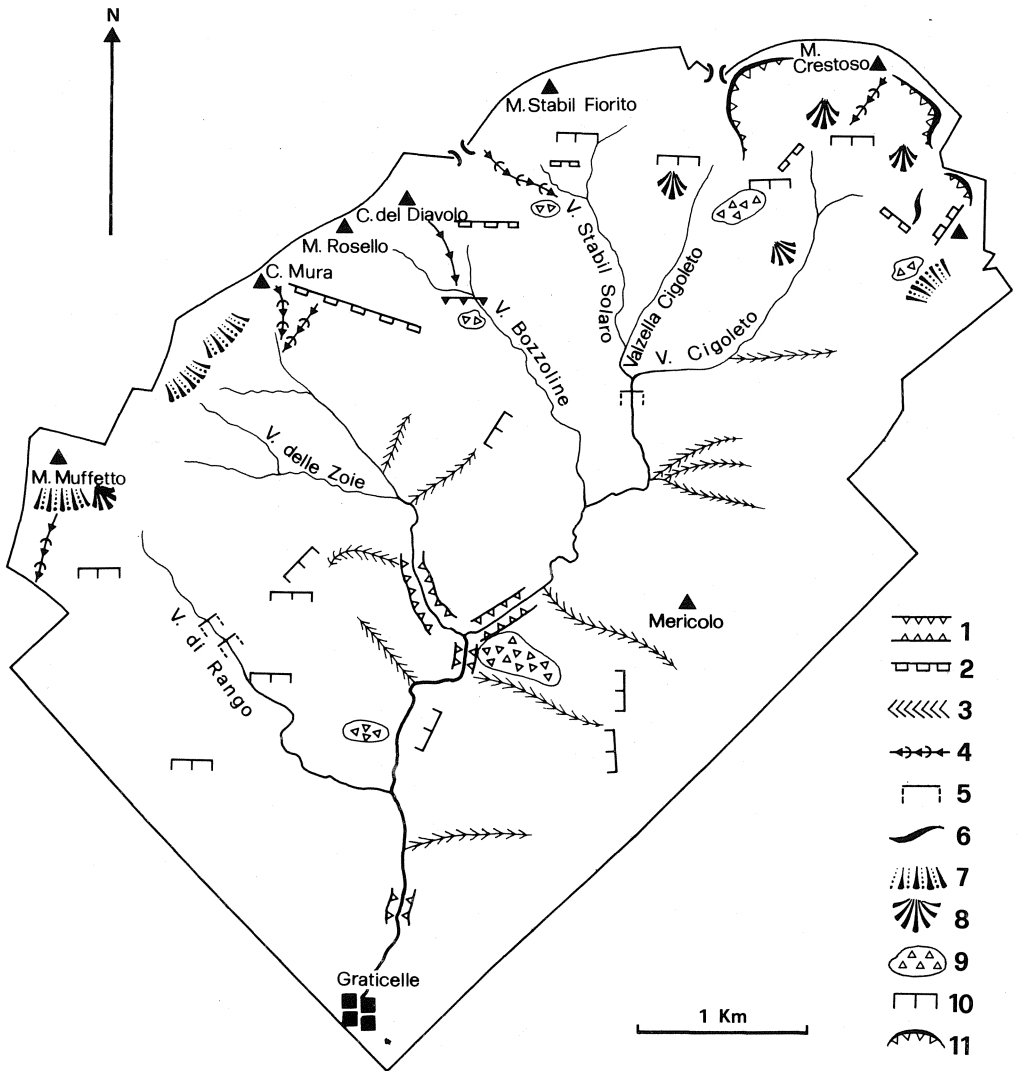 N
M.
Crestoso
M. Stabil Fiorito
C. del Diavolo
M. Rosello
C. Mura
V. Stabil Solaro
Valzella Cigoleto
V. Cigoleto
V. Bozzoline
V. delle Zoie
M. Muffetto
V. di Rango
Mericolo
1
2
3
4
5
6
7
8
9
10
11
Graticelle
1 Km